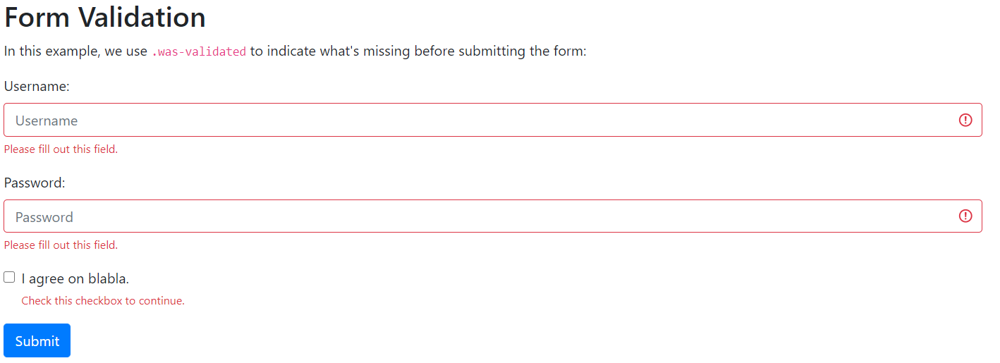 Form Validation
In this example, we use .was-validated to indicate what's missing before submitting the form:
Username:
Username
Please fill out this field.
Password:
Password
Please fill out this field.
I agree on blabla.
Check this checkbox to continue.
Submit